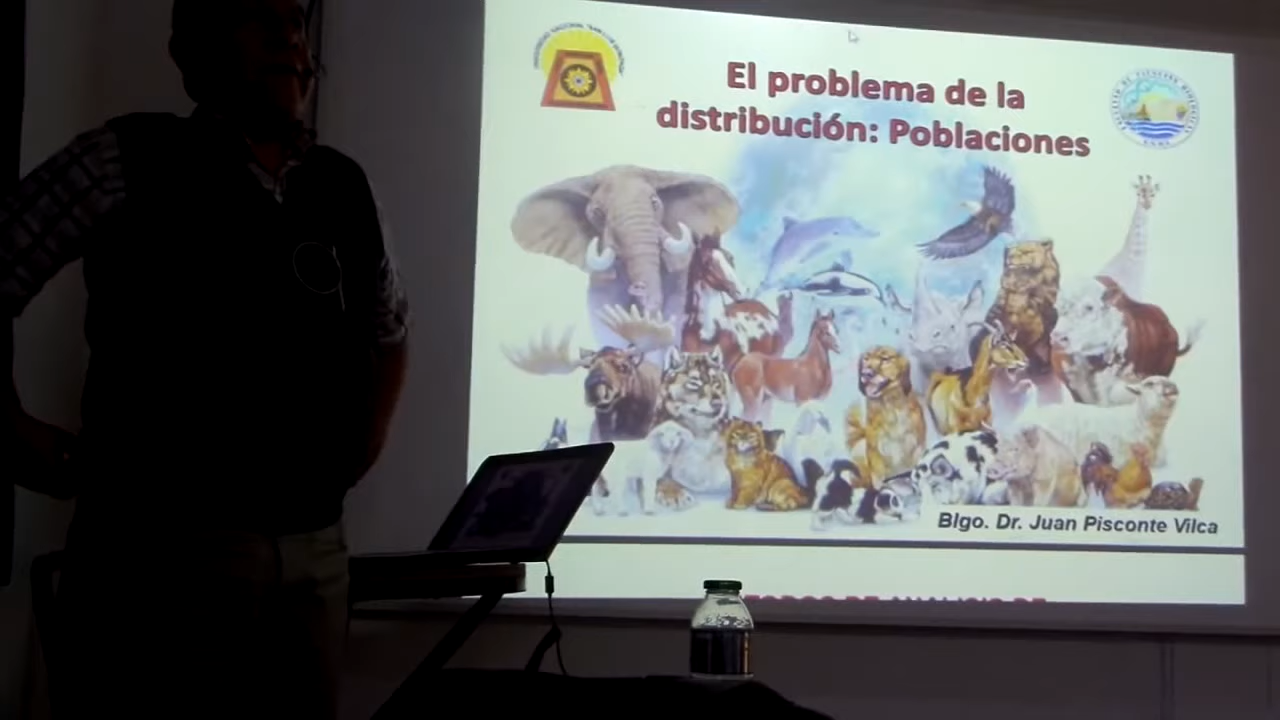 El problema de la
distribución: Poblaciones
Blgo. Dr. Juan Pisconte Vilca